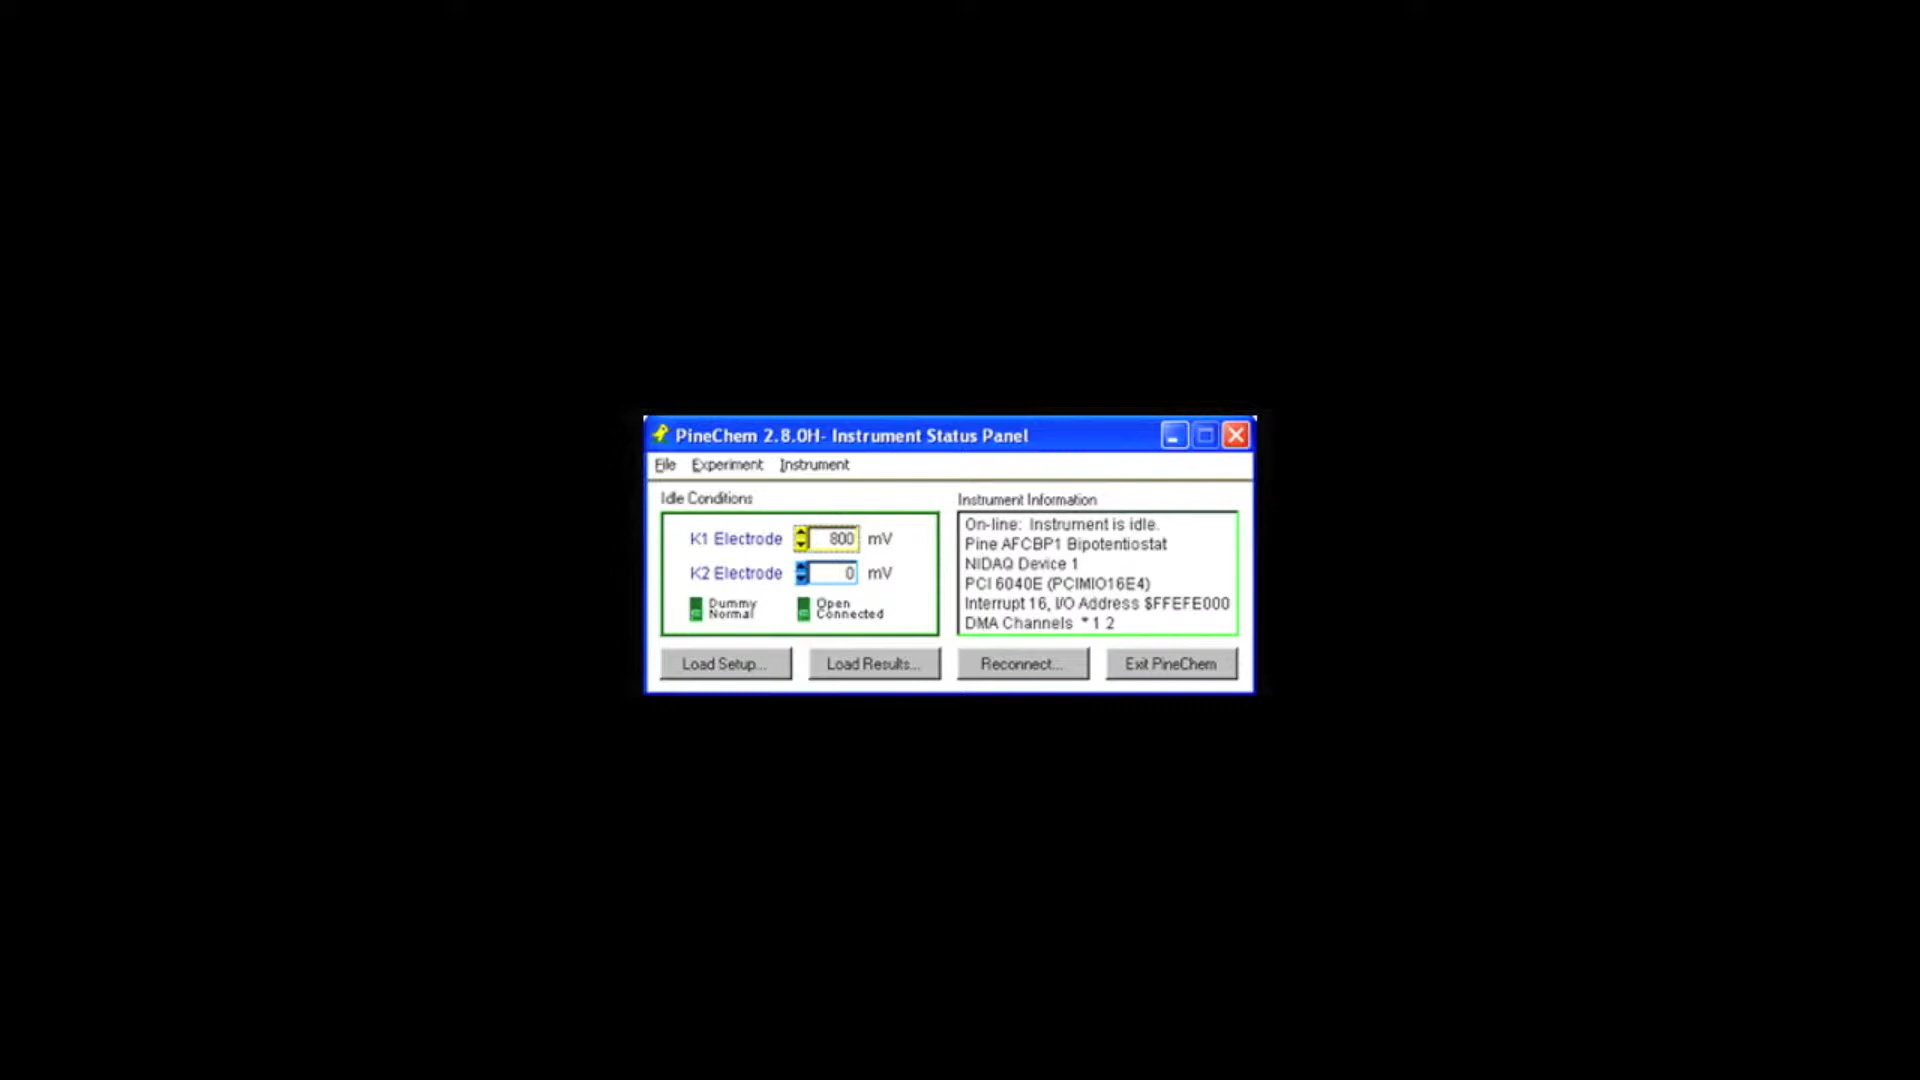 PineChem 2.8.0H- Instrument Status Panel
File Experiment Instrument
Idle Conditions
K1 Electrode 800 mV
K2 Electrode 0 mV
Dummy
Normal
Open
Connected
Instrument Information
On-line: Instrument is idle.
Pine AFCBP1 Bipotentiostat
NIDAQ Device 1
PCI 6040E (PCIMIO16E4)
Interrupt 16, I/O Address $FFEFE000
DMA Channels * 1 2
Load Setup... Load Results... Reconnect... Exit PineChem